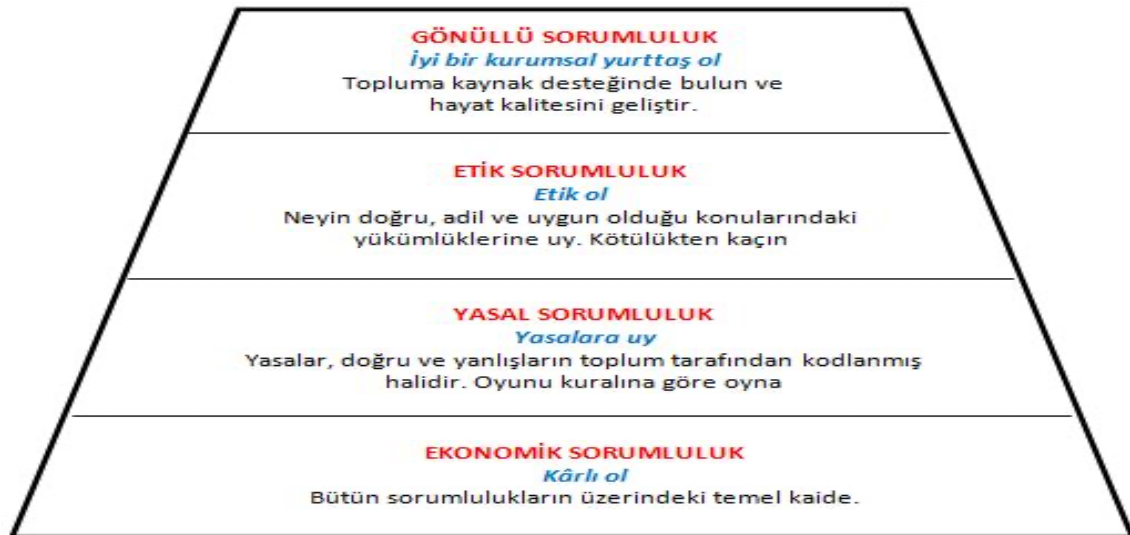 GÖNÜLLÜ SORUMLULUK
İyi bir kurumsal yurttaş ol
Topluma kaynak desteğinde bulun ve
hayat kalitesini geliştir.
ETİK SORUMLULUK
Etik ol
Neyin doğru, adil ve uygun olduğu konularındaki
yükümlüklerine uy. Kötülükten kaçın
YASAL SORUMLULUK
Yasalara uy
Yasalar, doğru ve yanlışların toplum tarafından kodlanmış
halidir. Oyunu kuralına göre oyna
EKONOMİK SORUMLULUK
Kârlı ol
Bütün sorumlulukların üzerindeki temel kaide.